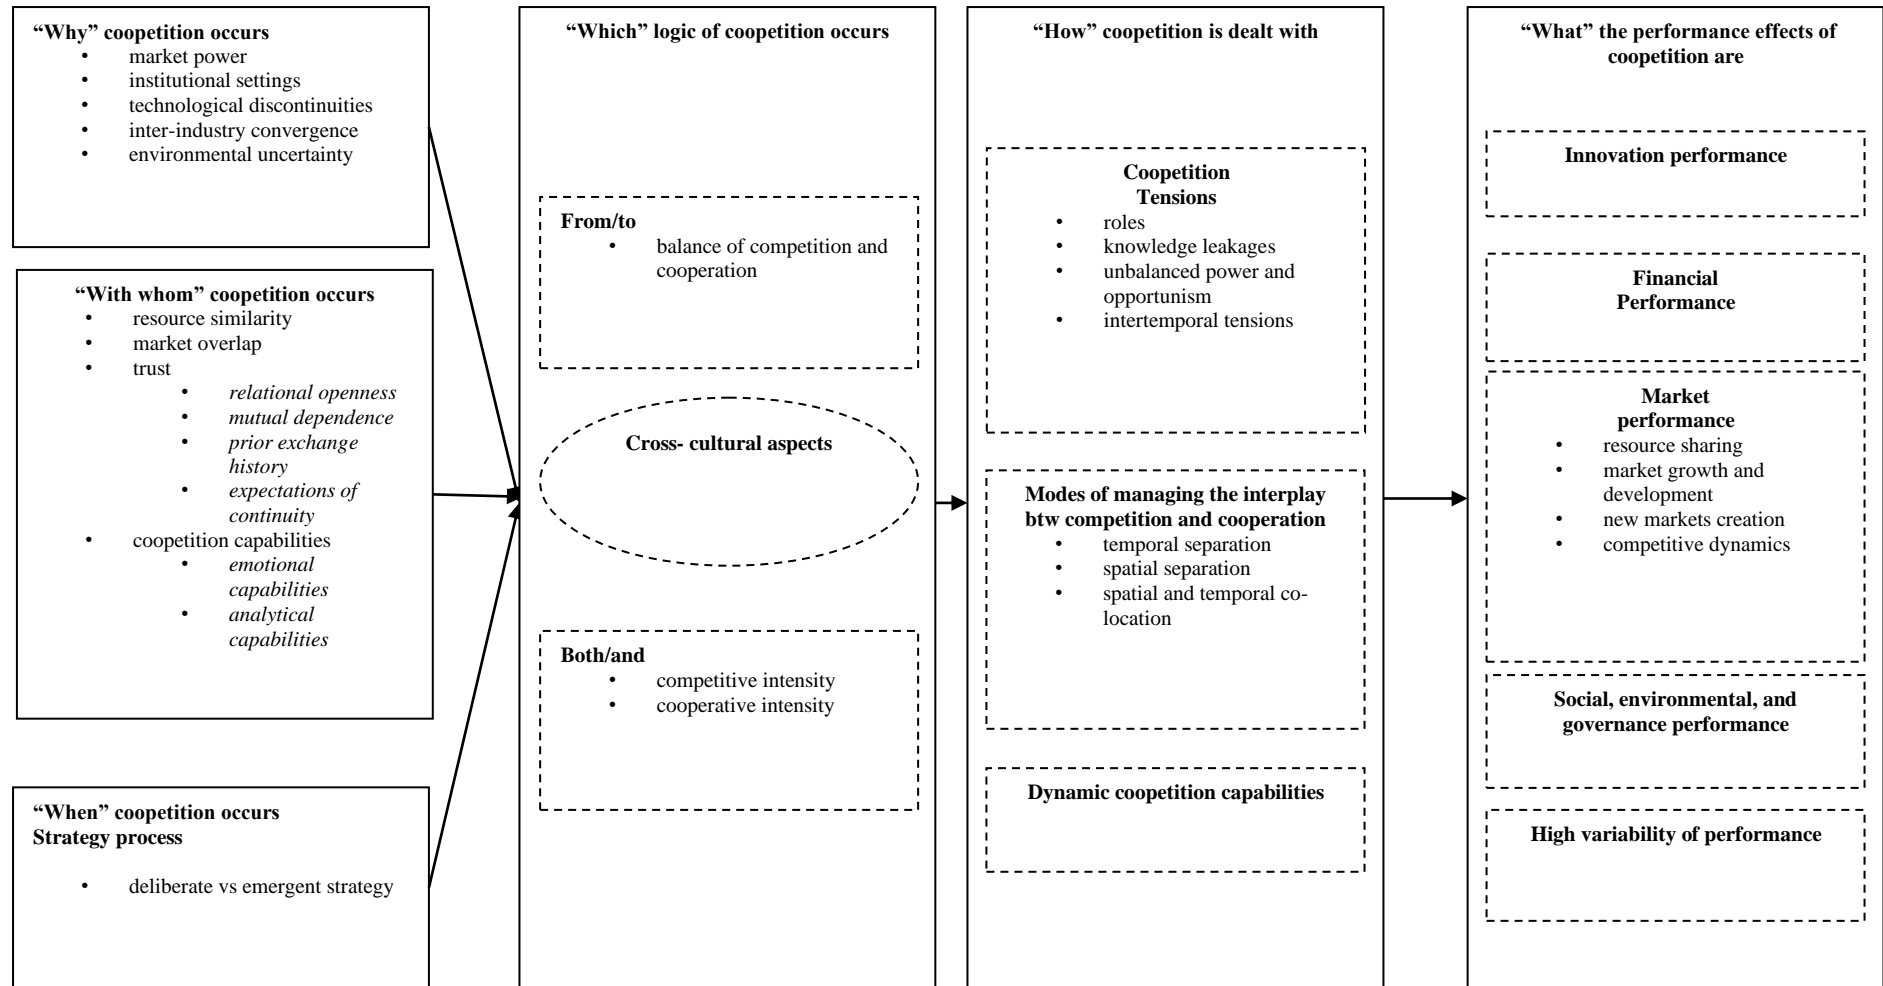 “Why” coopetition occurs
• market power
• institutional settings
• technological discontinuities
• inter-industry convergence
• environmental uncertainty
“With whom” coopetition occurs
• resource similarity
• market overlap
• trust
• relational openness
• mutual dependence
• prior exchange
history
• expectations of
continuity
• coopetition capabilities
• emotional
capabilities
• analytical
capabilities
“When” coopetition occurs
Strategy process
• deliberate vs emergent strategy
“Which” logic of coopetition occurs
From/to
• balance of competition and
cooperation
Cross- cultural aspects
Both/and
• competitive intensity
• cooperative intensity
“How” coopetition is dealt with
Coopetition
Tensions
• roles
• knowledge leakages
• unbalanced power and
opportunism
• intertemporal tensions
Modes of managing the interplay
btw competition and cooperation
• temporal separation
• spatial separation
• spatial and temporal co-
location
Dynamic coopetition capabilities
“What” the performance effects of
coopetition are
Innovation performance
Financial
Performance
Market
performance
• resource sharing
• market growth and
development
• new markets creation
• competitive dynamics
Social, environmental, and
governance performance
High variability of performance